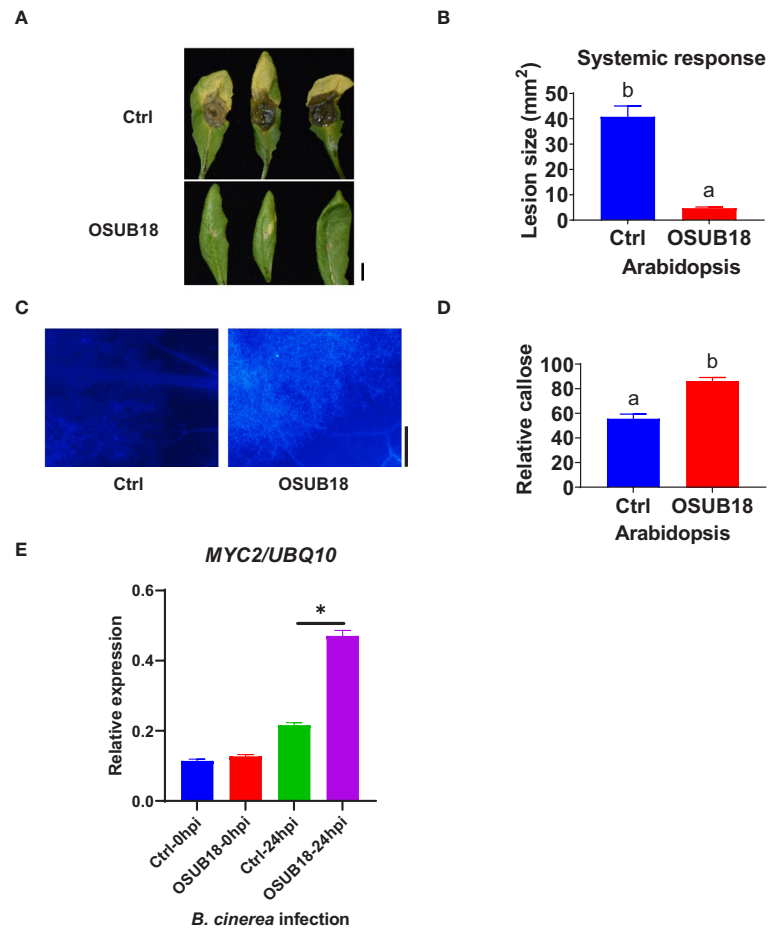 A
Ctrl
OSUB18
B
Systemic response
Lesion size (mm²)
50
40
30
20
10
0
b
a
Ctrl OSUB18
Arabidopsis
C
Ctrl
OSUB18
D
Relative callose
100
80
60
40
20
0
a
b
Ctrl OSUB18
Arabidopsis
E
MYC2/UBQ10
Relative expression
0.6
0.4
0.2
0.0
*
Ctrl-0hpi
OSUB18-0hpi
Ctrl-24hpi
OSUB18-24hpi
B. cinerea infection